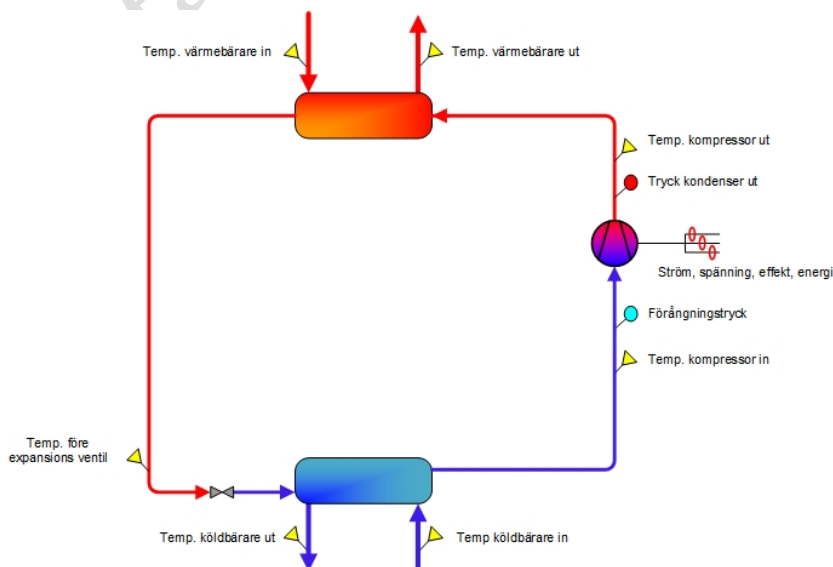 Temp. värmebärare in
Temp. värmebärare ut
Temp. kompressor ut
Tryck kondenser ut
Ström, spänning, effekt, energi
Förångningstryck
Temp. kompressor in
Temp. före
expansions ventil
Temp. köldbärare ut
Temp köldbärare in